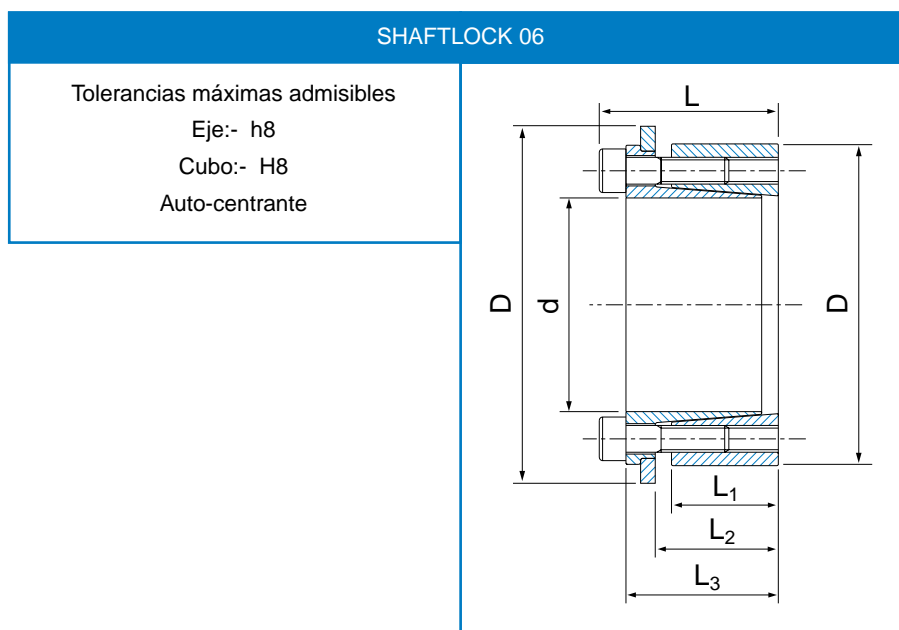 SHAFTLOCK 06
Tolerancias máximas admisibles
Eje:- h8
Cubo:- H8
Auto-centrante
L
D
d
D
L₁
L₂
L₃